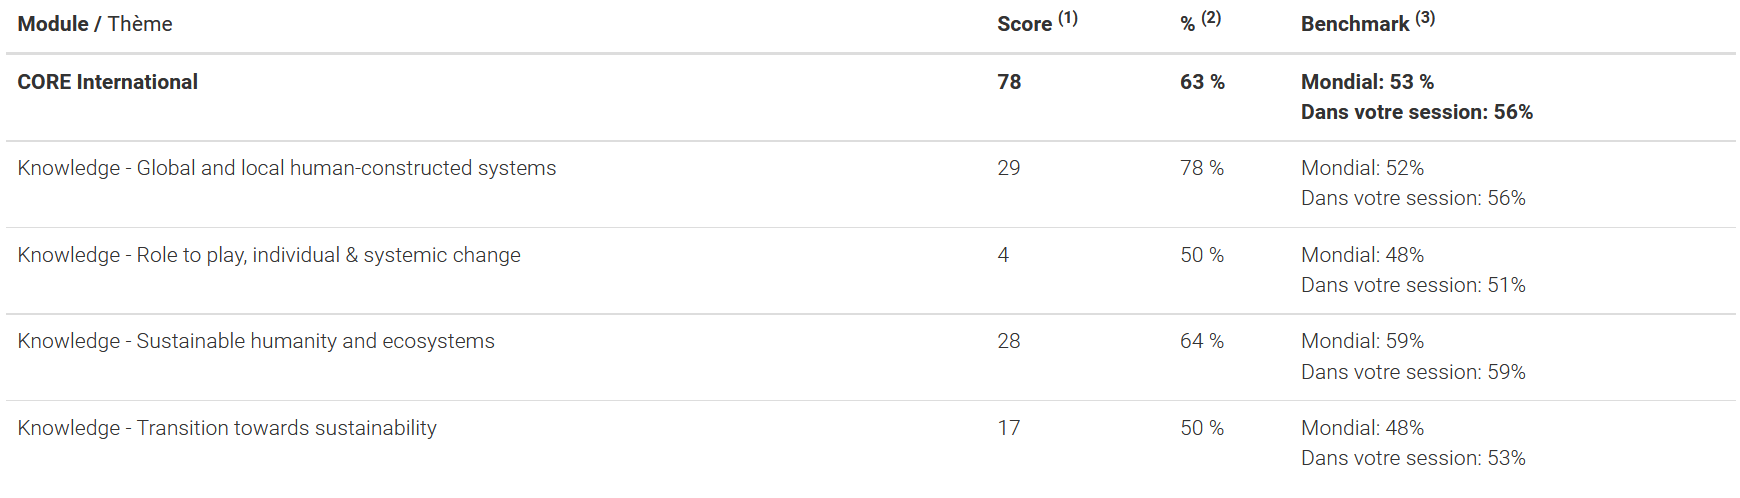 Module / Thème Score (1) % (2) Benchmark (3)
CORE International 78 63 % Mondial: 53 %
Dans votre session: 56%
Knowledge - Global and local human-constructed systems 29 78 % Mondial: 52%
Dans votre session: 56%
Knowledge - Role to play, individual & systemic change 4 50 % Mondial: 48%
Dans votre session: 51%
Knowledge - Sustainable humanity and ecosystems 28 64 % Mondial: 59%
Dans votre session: 59%
Knowledge - Transition towards sustainability 17 50 % Mondial: 48%
Dans votre session: 53%